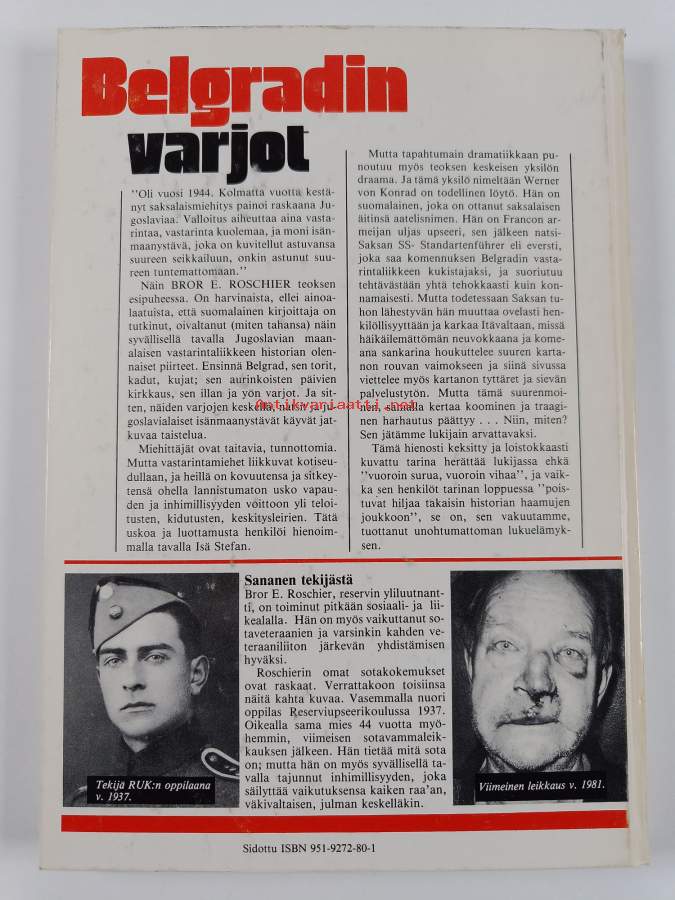 Belgradin
varjot
"Oli vuosi 1944. Kolmatta vuotta kestä-
nyt saksalaismiehitys painoi raskaana Ju-
goslaviaa. Valloitus aiheuttaa aina vasta-
rintaa, vastarinta kuolemaa, ja moni isän-
maanystävä, joka on kuvitellut astuvansa
suureen seikkailuun, onkin astunut suu-
reen tuntemattomaan."
Näin BROR E. ROSCHIER teoksen
esipuheessa. On harvinaista, ellei ainoa-
laatuista, että suomalainen kirjoittaja on
tutkinut, oivaltanut (miten tahansa) näin
syvällisellä tavalla Jugoslavian maan-
alaisen vastarintaliikkeen historian olen-
naiset piirteet. Ensinnä Belgrad, sen torit,
kadut, kujat; sen aurinkoisten päivien
kirkkaus, sen illan ja yön varjot. Ja sit-
ten, näiden varjojen keskellä, natsit ja ju-
goslavialaiset isänmaanystävät käyvät jat-
kuvaa taistelua.
Miehittäjät ovat taitavia, tunnottomia.
Mutta vastarintamiehet liikkuvat kotiseu-
dullaan, ja heillä on kovuutensa ja sitkey-
tensä ohella lannistumaton usko vapau-
den ja inhimillisyyden voittoon yli teloi-
tusten, kidutusten, keskitysleirien. Tätä
uskoa ja luottamusta henkilöi hienoim-
malla tavalla Isä Stefan.
Mutta tapahtumain dramatiikkaan pu-
noutuu myös teoksen keskeisen yksilön
draama. Ja tämä yksilö nimeltään Werner
von Konrad on todellinen löytö. Hän on
suomalainen, joka on ottanut saksalaisen
äitinsä aatelisnimen. Hän on Francon ar-
meijan uljas upseeri, sen jälkeen natsi-
Saksan SS- Standartenführer eli eversti,
joka saa komennuksen Belgradin vasta-
rintaliikkeen kukistajaksi, ja suoriutuu
tehtävästään yhtä tehokkaasti kuin kon-
namaisesti. Mutta todetessaan Saksan tu-
hon lähestyvän hän muuttaa ovelasti hen-
kilöllisyyttään ja karkaa Itävaltaan, missä
häikäilemättömän neuvokkaana ja kome-
ana sankarina houkuttelee suuren karta-
non rouvan vaimokseen ja siinä sivussa
viettelee myös kartanon tyttäret ja sievän
palvelustytön. Mutta tämä suurenmoi-
nen, samalla kertaa koominen ja traagi-
nen harhautus päättyy . . . Niin, miten?
Sen jätämme lukijain arvattavaksi.
Tämä hienosti keksitty ja loistokkaasti
kuvattu tarina herättää lukijassa ehkä
"vuoroin surua, vuoroin vihaa", ja vaik-
ka sen henkilöt tarinan loppuessa "pois-
tuvat hiljaa takaisin historian haamujen
joukkoon", se on, sen vakuutamme,
tuottanut unohtumattoman lukuelämyk-
sen.
Antikvariaatti.net
Sananen tekijästä
Bror E. Roschier, reservin yliluutnant-
ti, on toiminut pitkään sosiaali- ja lii-
kealalla. Hän on myös vaikuttanut so-
taveteraanien ja varsinkin kahden ve-
teraaniliiton järkevän yhdistämisen
hyväksi.
Roschierin omat sotakokemukset
ovat raskaat. Verrattakoon toisiinsa
näitä kahta kuvaa. Vasemmalla nuori
oppilas Reserviupseerikoulussa 1937.
Oikealla sama mies 44 vuotta myö-
hemmin, viimeisen sotavammaleik-
kauksen jälkeen. Hän tietää mitä sota
on; mutta hän on myös syvällisellä ta-
valla tajunnut inhimillisyyden, joka
säilyttää vaikutuksensa kaiken raa'an,
väkivaltaisen, julman keskelläkin.
Tekijä RUK:n oppilaana
v. 1937.
Viimeinen leikkaus v. 1981.
Sidottu ISBN 951-9272-80-1